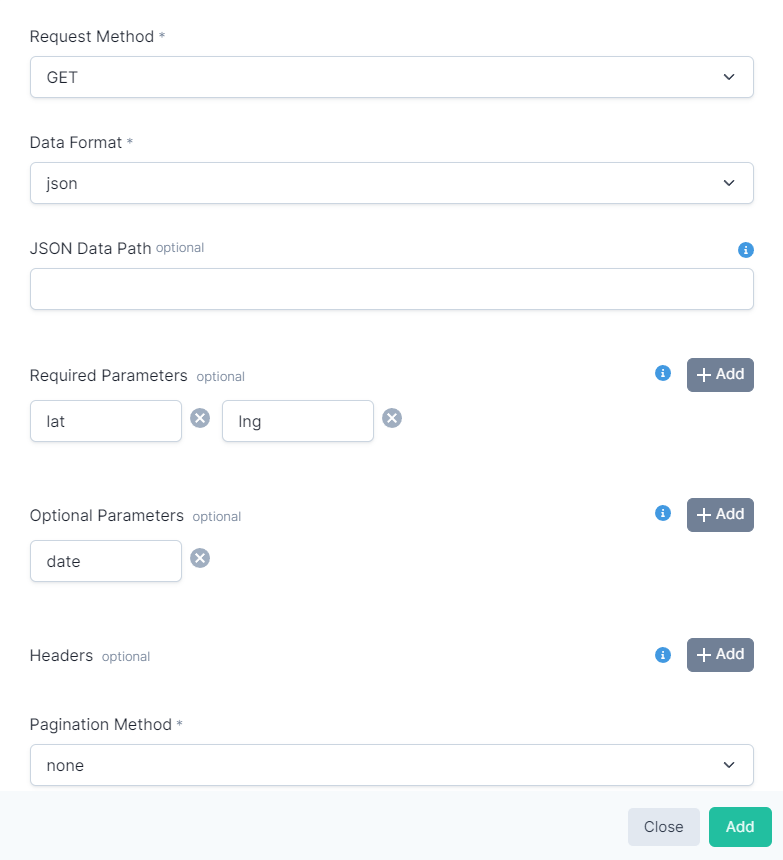 Request Method *
GET
Data Format *
json
JSON Data Path optional
Required Parameters optional
+ Add
lat
lng
Optional Parameters optional
+ Add
date
Headers optional
+ Add
Pagination Method *
none
Close
Add